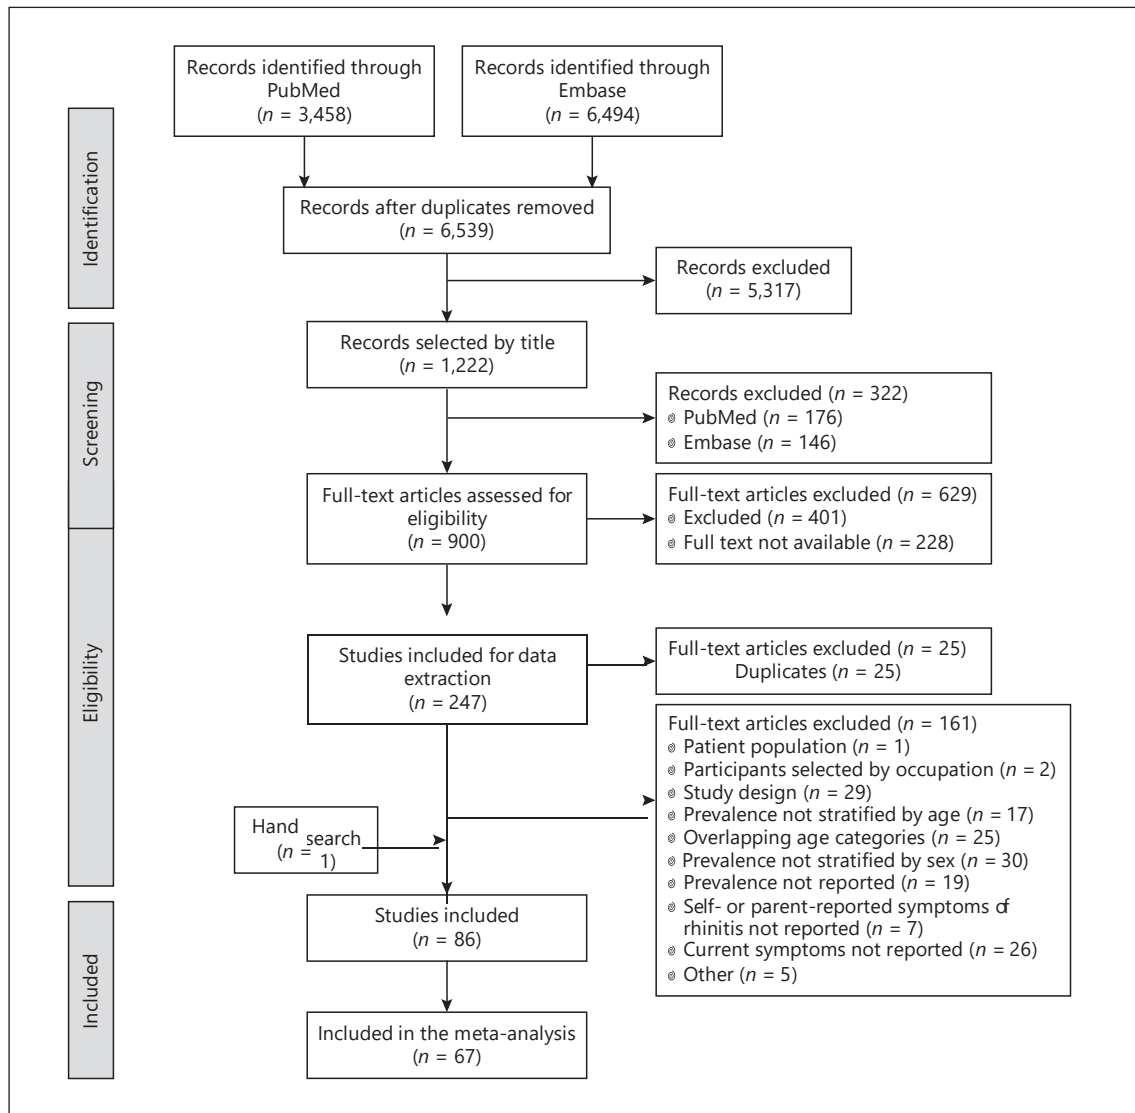 Records identified through
PubMed
(n = 3,458)
Records identified through
Embase
(n = 6,494)
Identification
Records after duplicates removed
(n = 6,539)
Records excluded
(n = 5,317)
Screening
Records selected by title
(n = 1,222)
Records excluded (n = 322)
PubMed (n = 176)
Embase (n = 146)
Full-text articles assessed for
eligibility
(n = 900)
Full-text articles excluded (n = 629)
Excluded (n = 401)
Full text not available (n = 228)
Eligibility
Studies included for data
extraction
(n = 247)
Full-text articles excluded (n = 25)
Duplicates (n = 25)
Full-text articles excluded (n = 161)
Patient population (n = 1)
Participants selected by occupation (n = 2)
Study design (n = 29)
Prevalence not stratified by age (n = 17)
Overlapping age categories (n = 25)
Prevalence not stratified by sex (n = 30)
Prevalence not reported (n = 19)
Self- or parent-reported symptoms of
rhinitis not reported (n = 7)
Current symptoms not reported (n = 26)
Other (n = 5)
Hand search
(n = 1)
Included
Studies included
(n = 86)
Included in the meta-analysis
(n = 67)